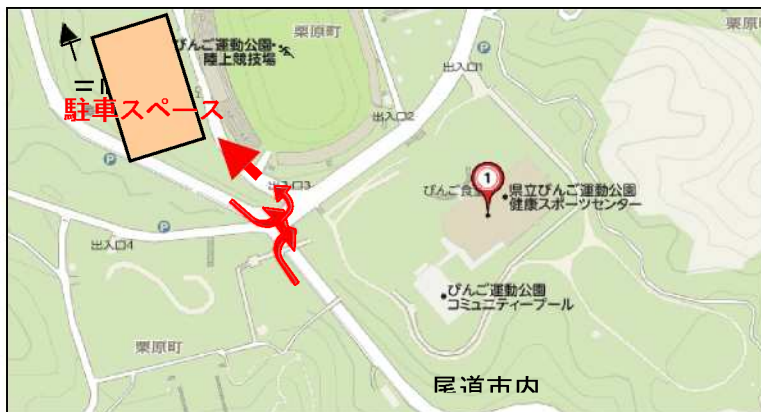 栗原町
栗原
びんご運動公園・
陸上競技場
出入口1
駐車スペース
出入口2
P
P
P
出入口3
1
びんご食
県立びんご運動公園
健康スポーツセンター
出入口4
びんご運動公園
コミュニティープール
栗原町
尾道市内